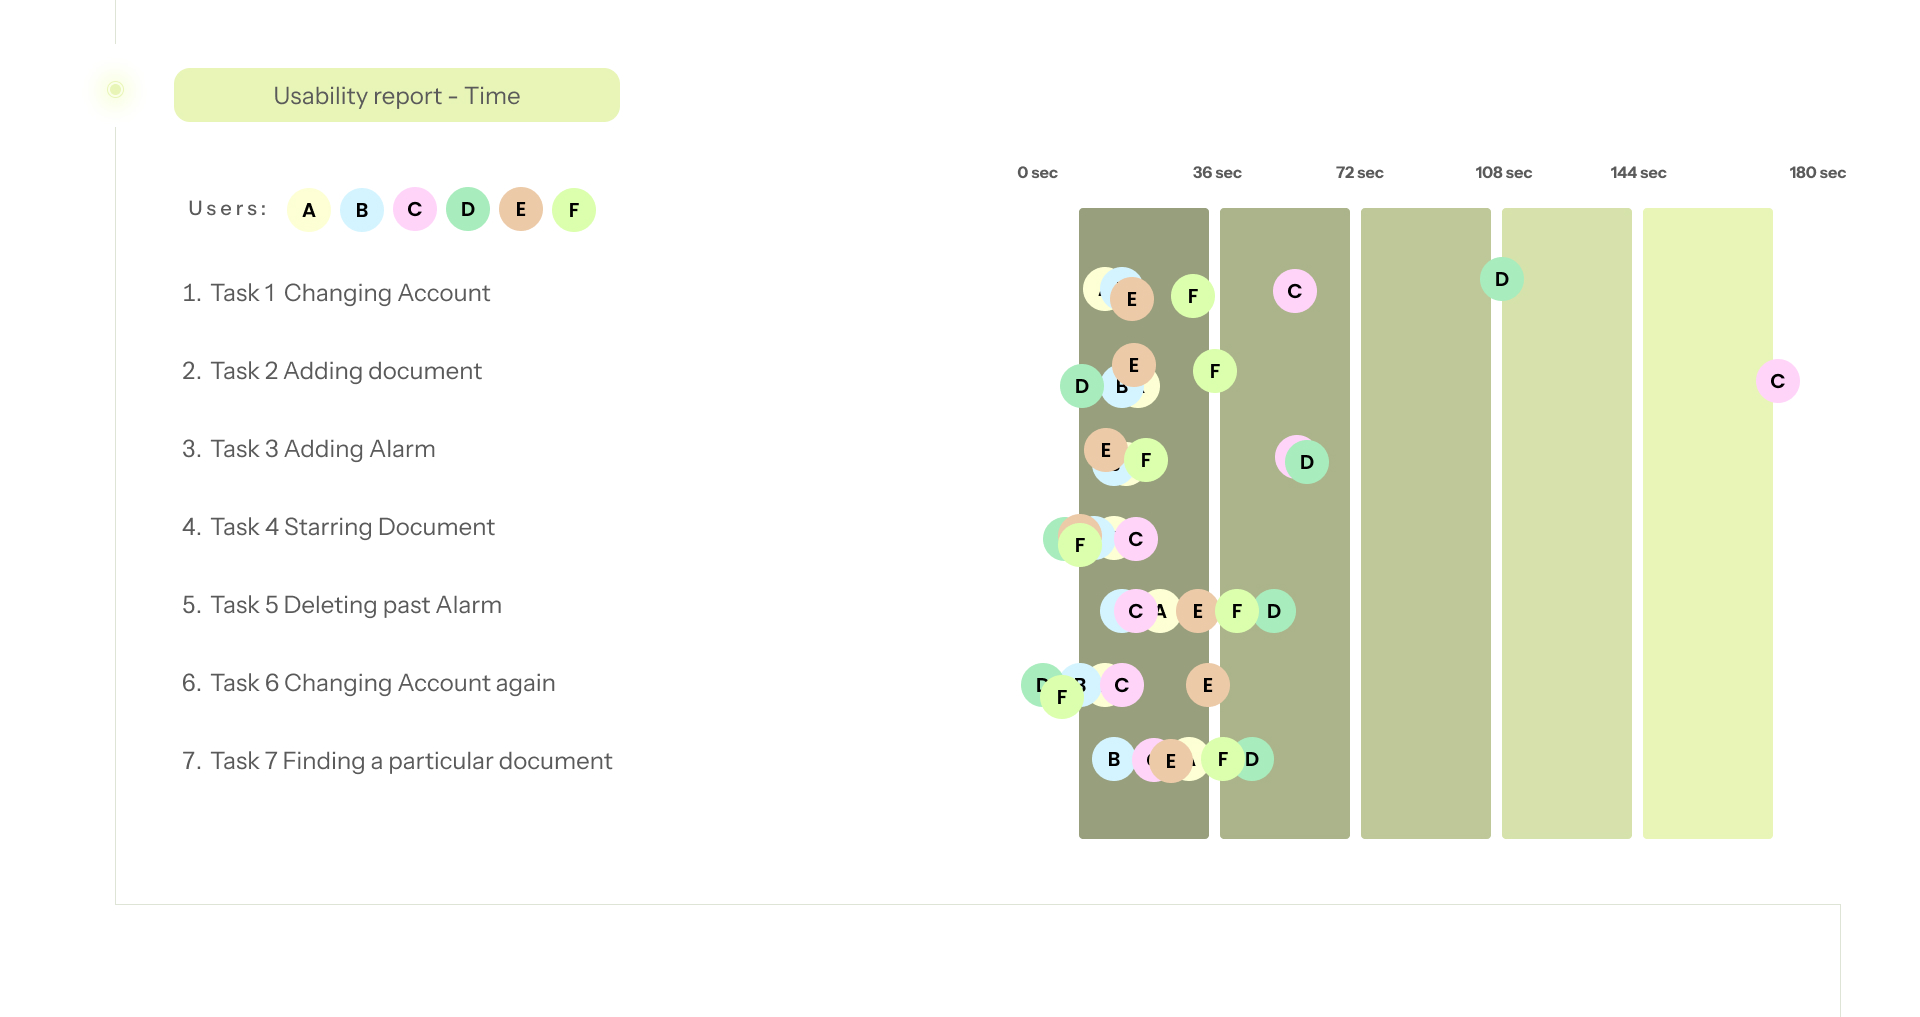 Usability report - Time
0 sec 36 sec 72 sec 108 sec 144 sec 180 sec
Users: A B C D E F
1. Task 1 Changing Account
E F C D
2. Task 2 Adding document
D B E F C
3. Task 3 Adding Alarm
E F D
4. Task 4 Starring Document
F C
5. Task 5 Deleting past Alarm
C A E F D
6. Task 6 Changing Account again
D F B C E
7. Task 7 Finding a particular document
B E F D